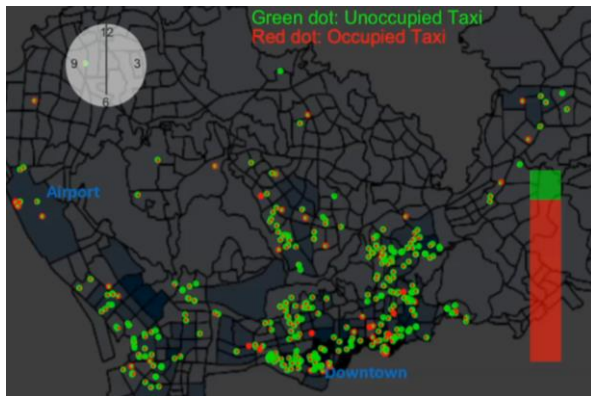 Green dot: Unoccupied Taxi
Red dot: Occupied Taxi
12
9
3
6
Airport
Downtown